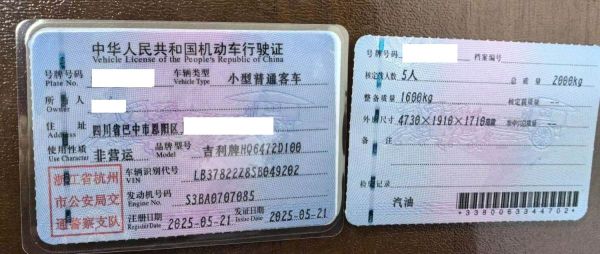 中华人民共和国机动车行驶证
Vehicle License of the People's Republic of China
号牌号码 车辆类型 小型普通客车
Plate No. Vehicle Type
所有人
Owner
住址 四川省巴中市恩阳区
Address
使用性质 非营运 品牌型号 吉利牌HQ6472D100
Use Character Model
浙江省杭州市公安局交通警察支队
车辆识别代号
VIN
发动机号码 S3BA0707085
Engine No.
注册日期 2025-05-21 发证日期 2025-05-21
Register Date Issue Date
号牌号码 档案编号
核定载人数 5人 总质量 2000kg
整备质量 1600kg 核定载质量 --
外廓尺寸 4730×1910×1710mm 准牵引总质量 --
备注
检验记录
汽油
*3380063344702*